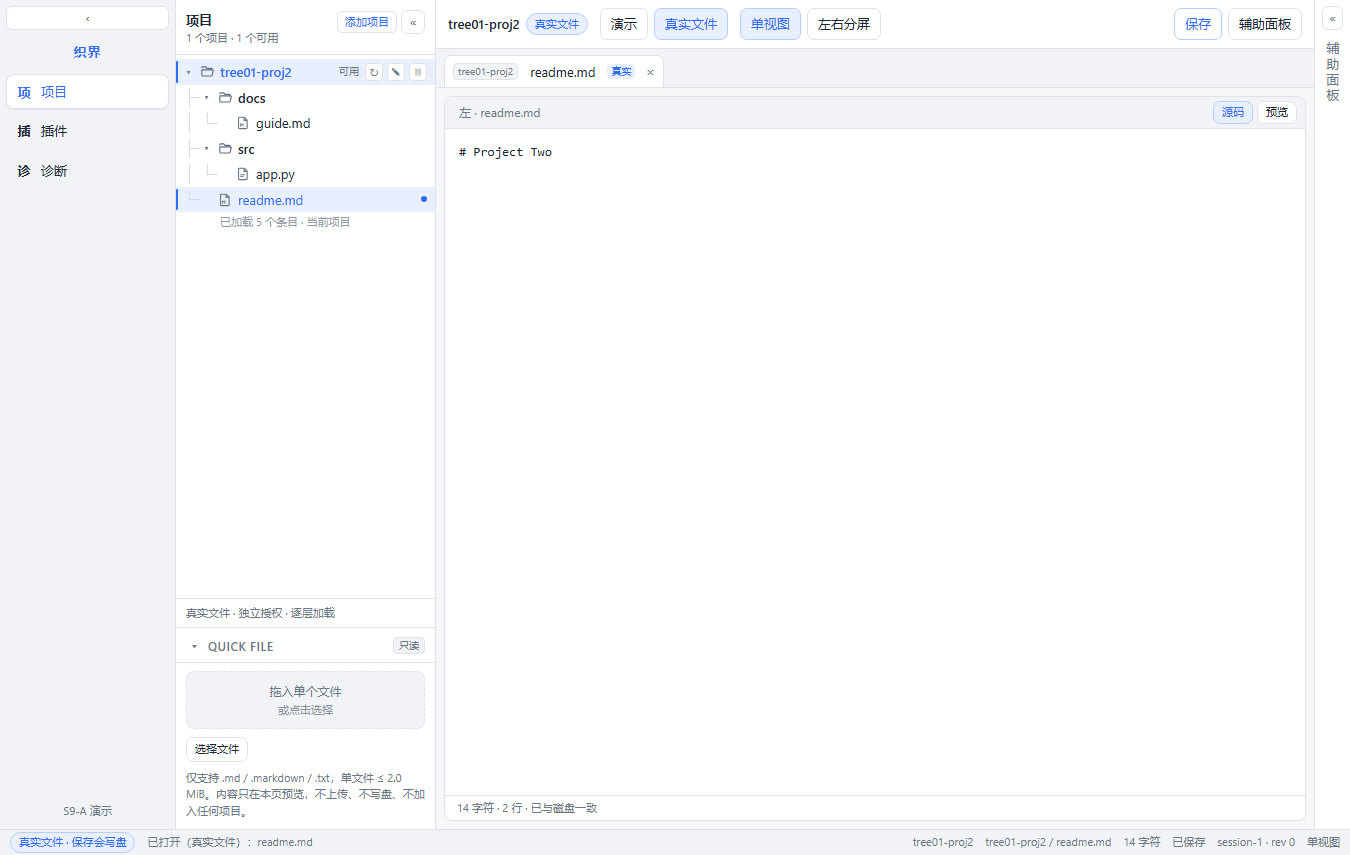 ‹
织界
项 项目
插 插件
诊 诊断
S9-A 演示
项目
1 个项目 · 1 个可用
添加项目 «
tree01-proj2 可用 ↻
docs
guide.md
src
app.py
readme.md
已加载 5 个条目 · 当前项目
真实文件 · 独立授权 · 逐层加载
QUICK FILE 只读
拖入单个文件
或点击选择
选择文件
仅支持 .md / .markdown / .txt，单文件 ≤ 2.0
MiB。内容只在本页预览，不上传、不写盘、不加
入任何项目。
tree01-proj2 真实文件 演示 真实文件 单视图 左右分屏 保存 辅助面板
tree01-proj2 readme.md 真实 ×
左 · readme.md 源码 预览
# Project Two
14 字符 · 2 行 · 已与磁盘一致
«
辅
助
面
板
真实文件 · 保存会写盘 已打开（真实文件）：readme.md tree01-proj2 tree01-proj2 / readme.md 14 字符 已保存 session-1 · rev 0 单视图